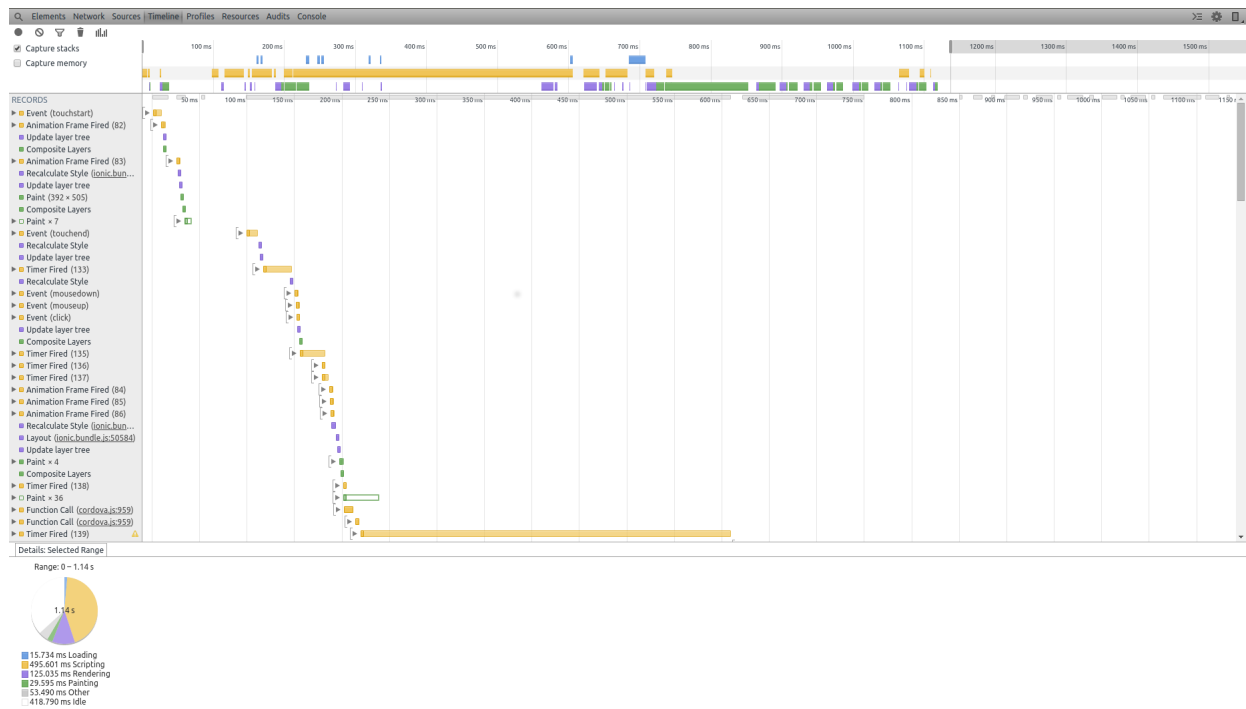 Elements Network Sources Timeline Profiles Resources Audits Console
Capture stacks
Capture memory
100 ms 200 ms 300 ms 400 ms 500 ms 600 ms 700 ms 800 ms 900 ms 1000 ms 1100 ms 1200 ms 1300 ms 1400 ms 1500 ms
RECORDS
50 ms 100 ms 150 ms 200 ms 250 ms 300 ms 350 ms 400 ms 450 ms 500 ms 550 ms 600 ms 650 ms 700 ms 750 ms 800 ms 850 ms 900 ms 950 ms 1000 ms 1050 ms 1100 ms 1150
Event (touchstart)
Animation Frame Fired (82)
Update layer tree
Composite Layers
Animation Frame Fired (83)
Recalculate Style (ionic.bun...
Update layer tree
Paint (392 × 505)
Composite Layers
Paint × 7
Event (touchend)
Recalculate Style
Update layer tree
Timer Fired (133)
Recalculate Style
Event (mousedown)
Event (mouseup)
Event (click)
Update layer tree
Composite Layers
Timer Fired (135)
Timer Fired (136)
Timer Fired (137)
Animation Frame Fired (84)
Animation Frame Fired (85)
Animation Frame Fired (86)
Recalculate Style (ionic.bun...
Layout (ionic.bundle.js:50584)
Update layer tree
Paint × 4
Composite Layers
Timer Fired (138)
Paint × 36
Function Call (cordova.js:959)
Function Call (cordova.js:959)
Timer Fired (139)
Details: Selected Range
Range: 0 – 1.14 s
1.14 s
15.734 ms Loading
495.601 ms Scripting
125.035 ms Rendering
29.595 ms Painting
53.490 ms Other
418.790 ms Idle